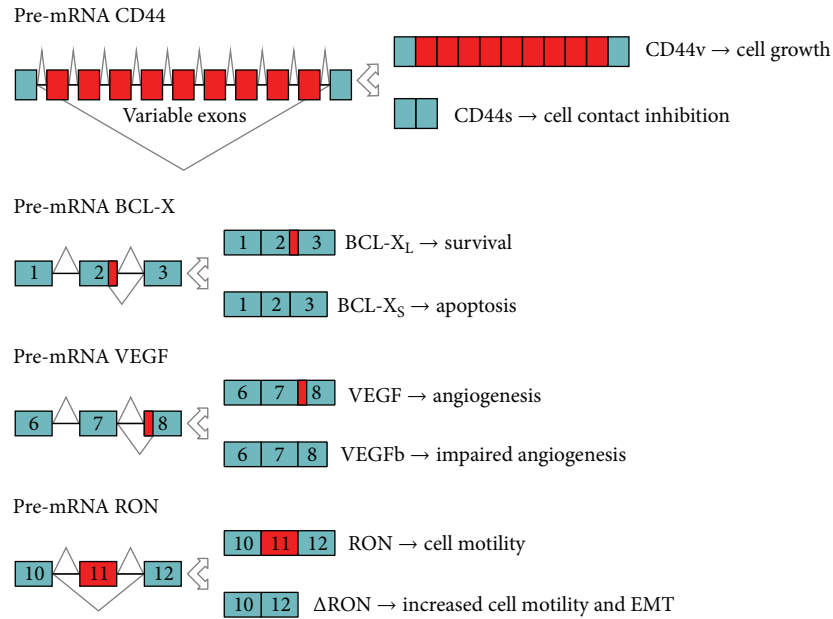 Pre-mRNA CD44
Variable exons
CD44v → cell growth
CD44s → cell contact inhibition
Pre-mRNA BCL-X
1 2 3
1 2 3
BCL-X_L → survival
1 2 3
BCL-X_S → apoptosis
Pre-mRNA VEGF
6 7 8
6 7 8
VEGF → angiogenesis
6 7 8
VEGFb → impaired angiogenesis
Pre-mRNA RON
10 11 12
10 11 12
RON → cell motility
10 12
ΔRON → increased cell motility and EMT